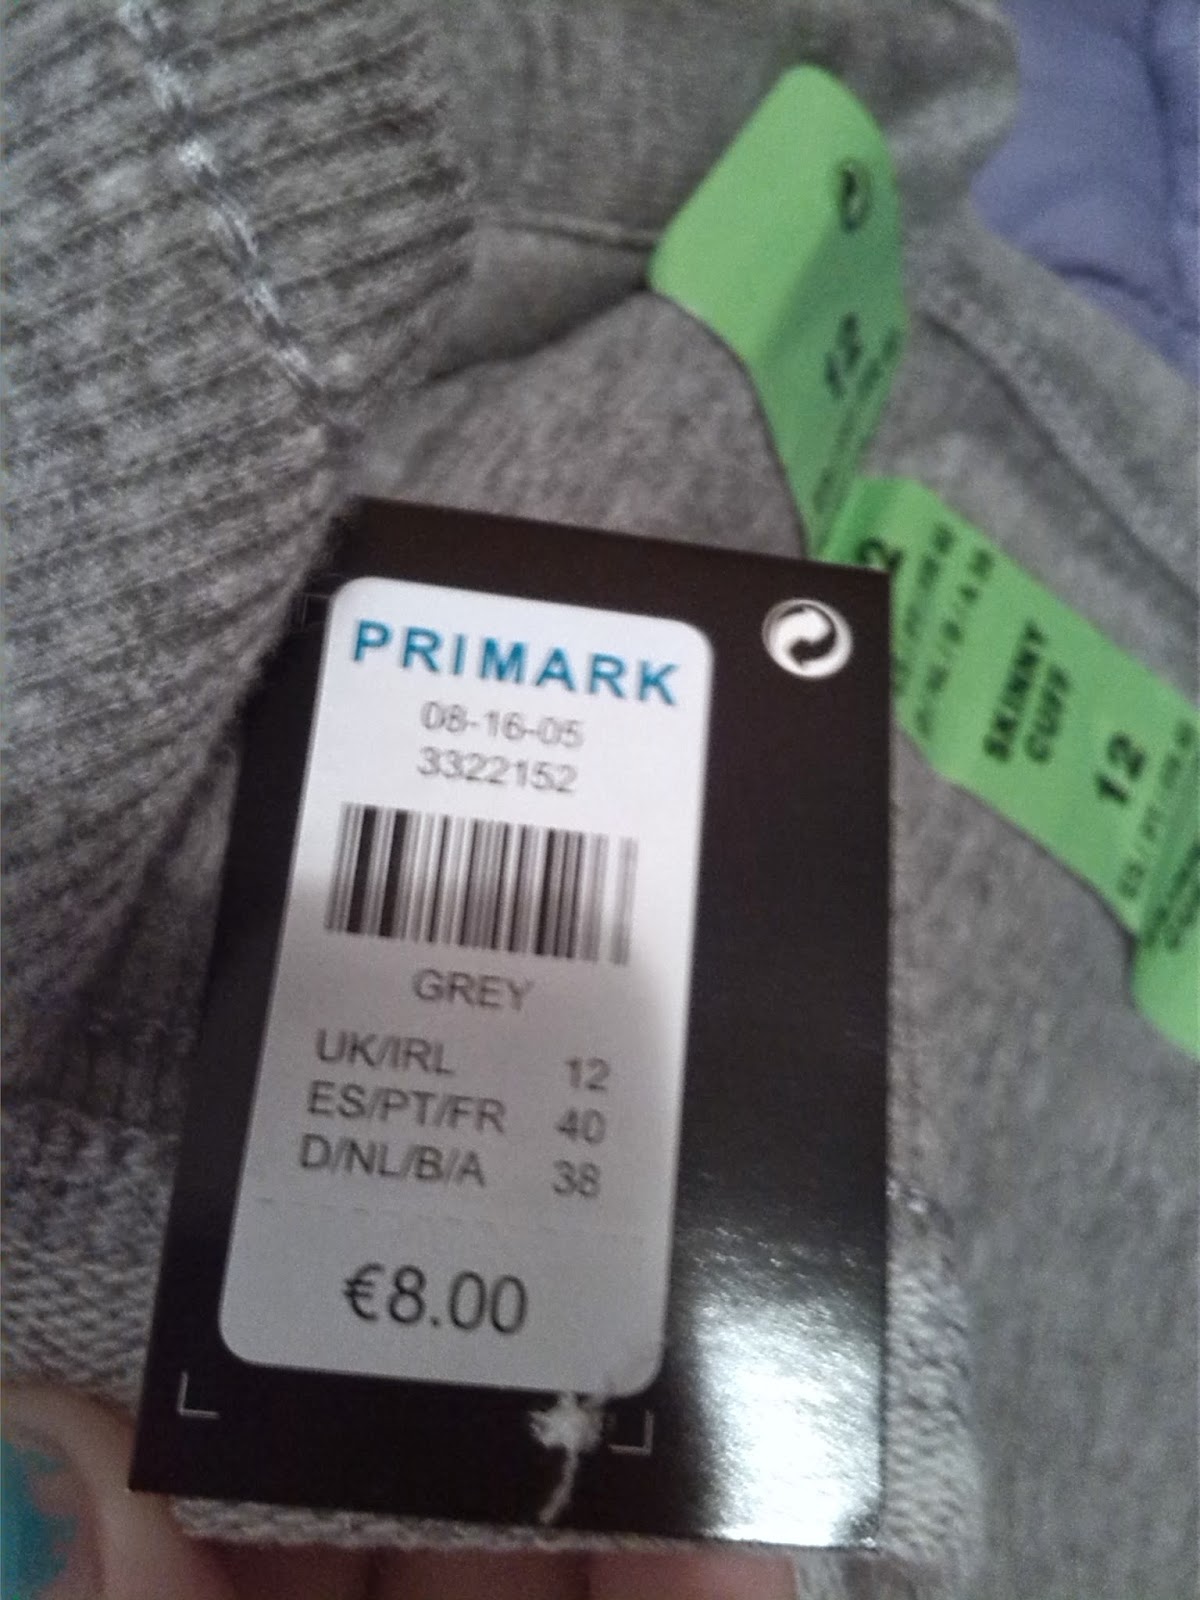 PRIMARK
08-16-05
3322152
GREY
UK/IRL 12
ES/PT/FR 40
D/NL/B/A 38
€8.00
12
2
SKINNY
CUFF
12